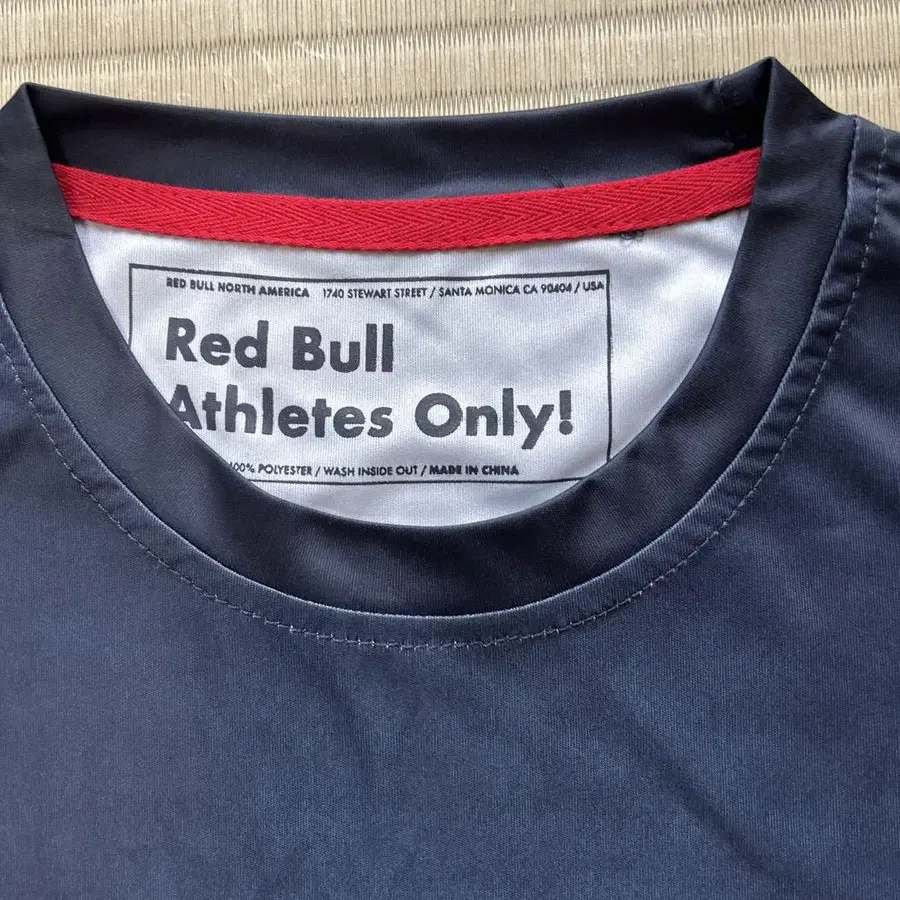 RED BULL NORTH AMERICA 1740 STEWART STREET / SANTA MONICA CA 90404 / USA
Red Bull
Athletes Only!
100% POLYESTER / WASH INSIDE OUT / MADE IN CHINA